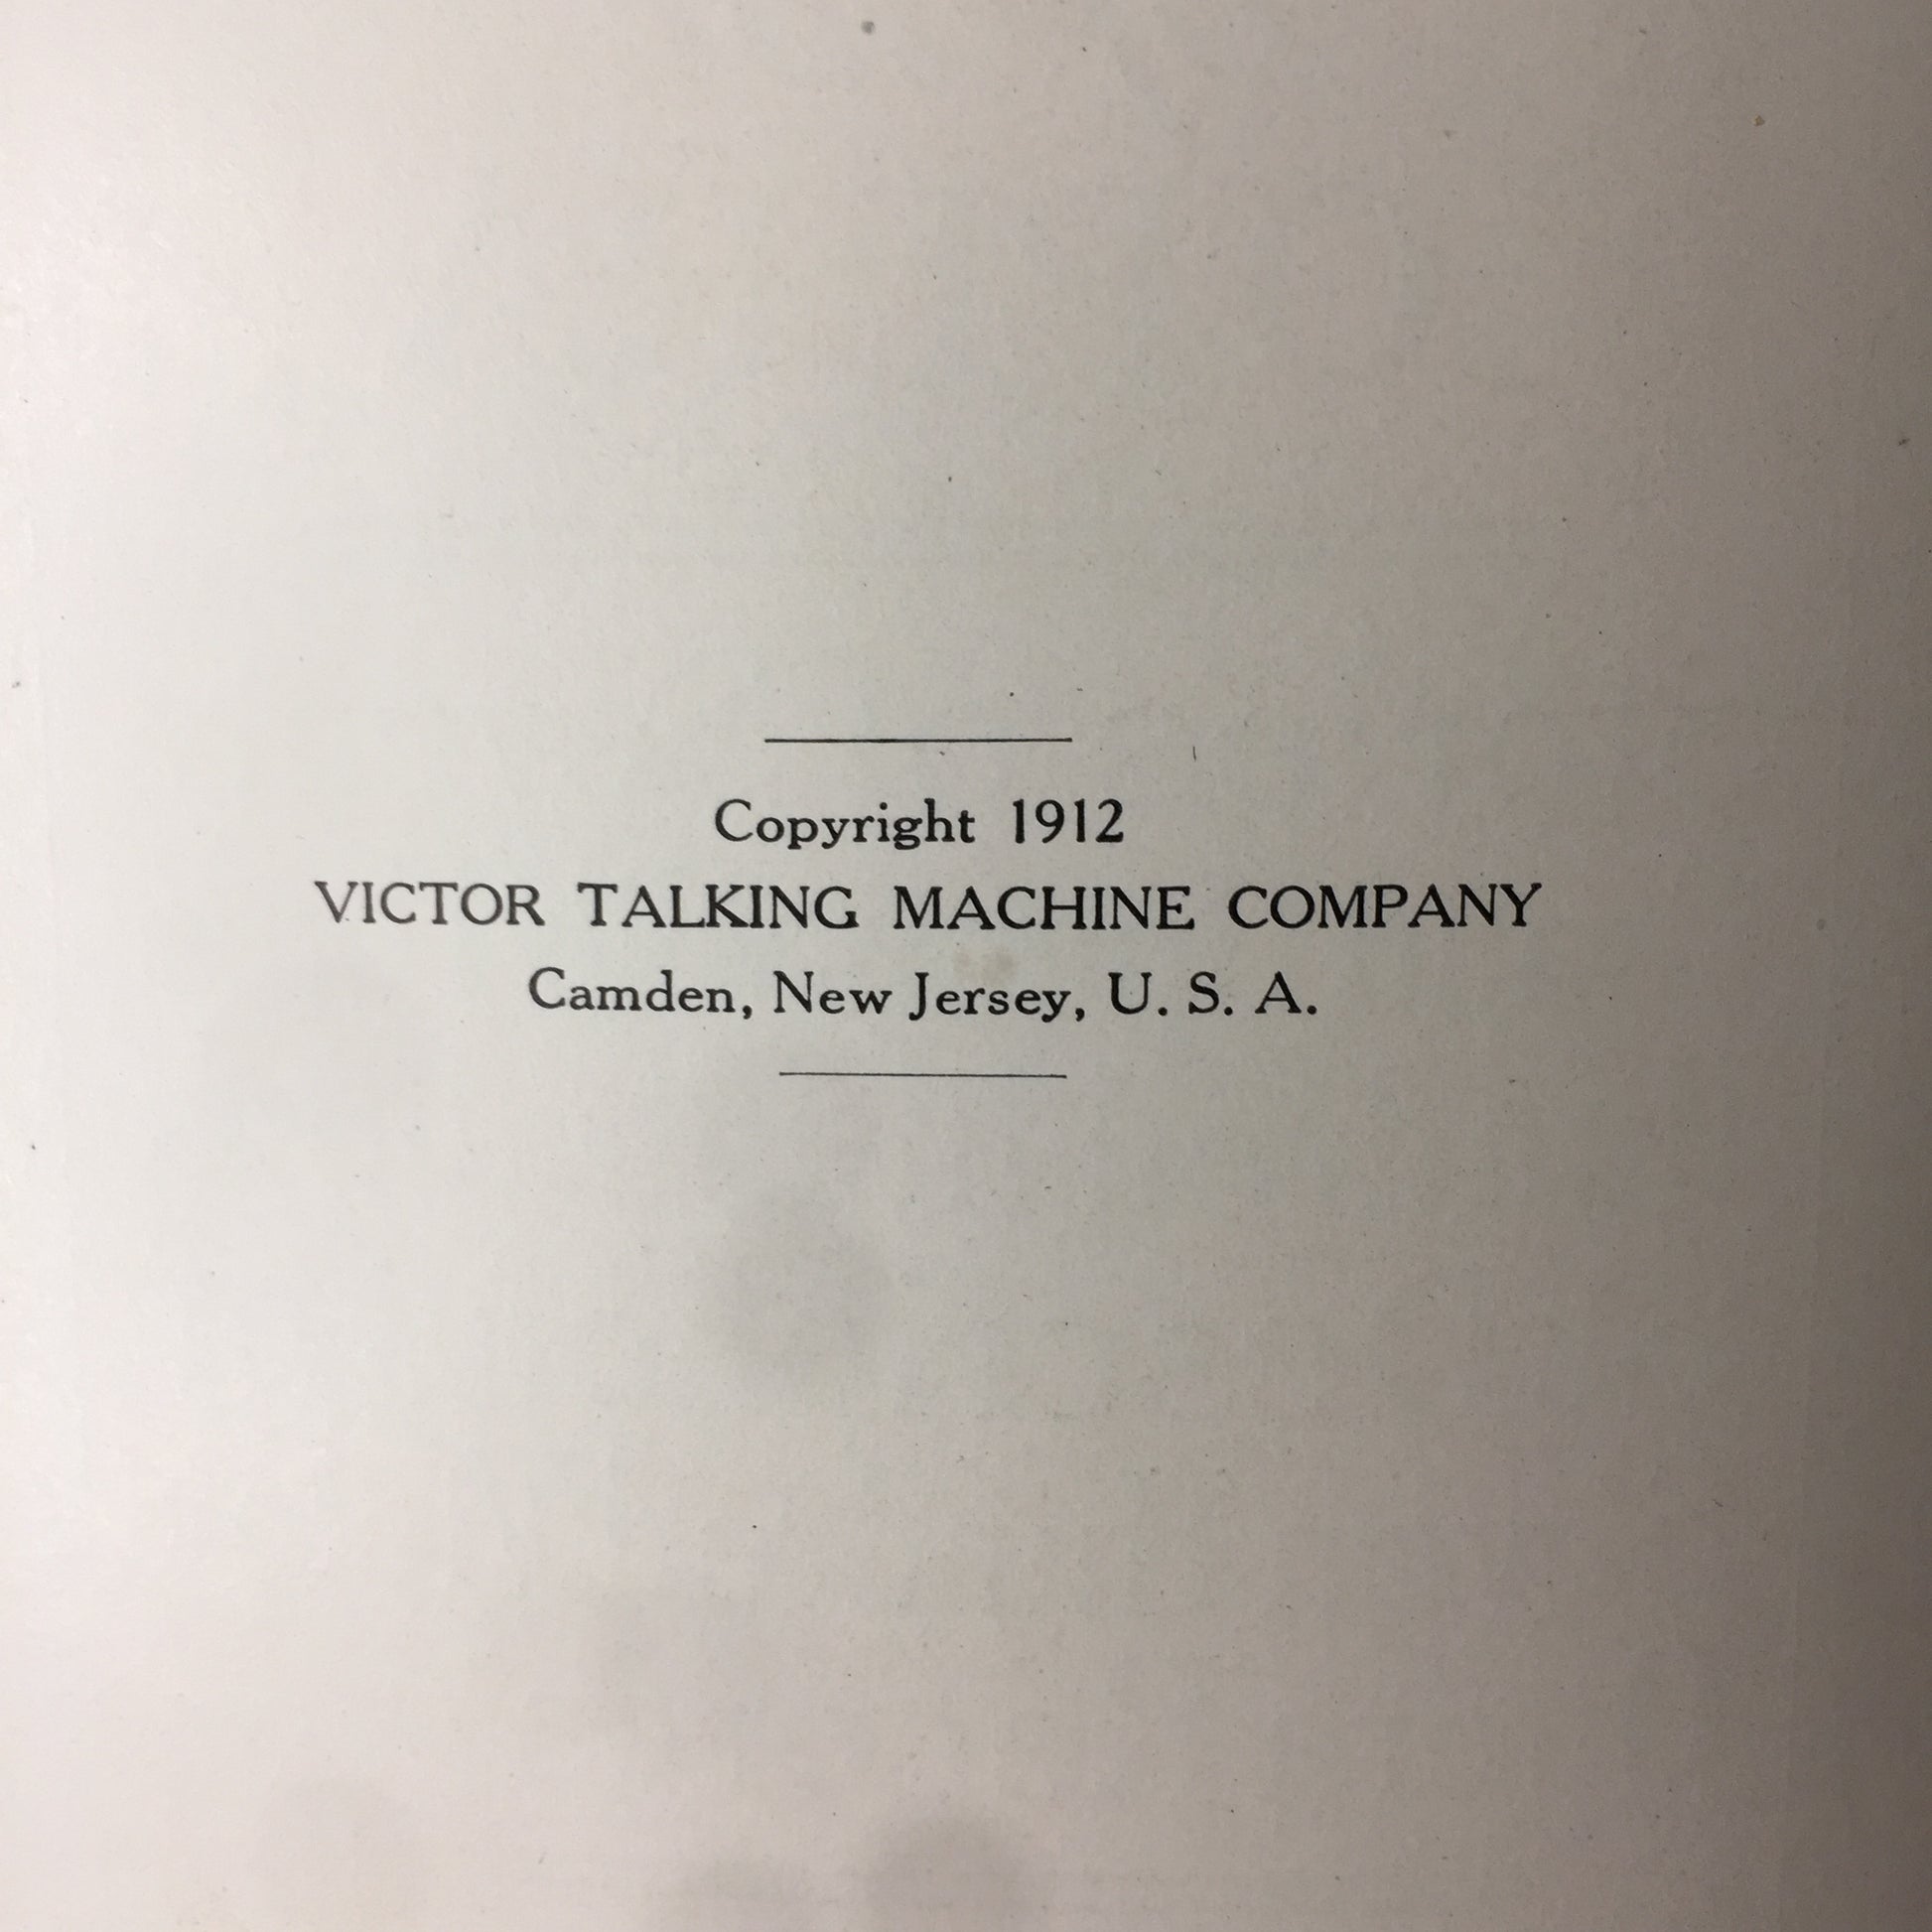 Copyright 1912
VICTOR TALKING MACHINE COMPANY
Camden, New Jersey, U. S. A.